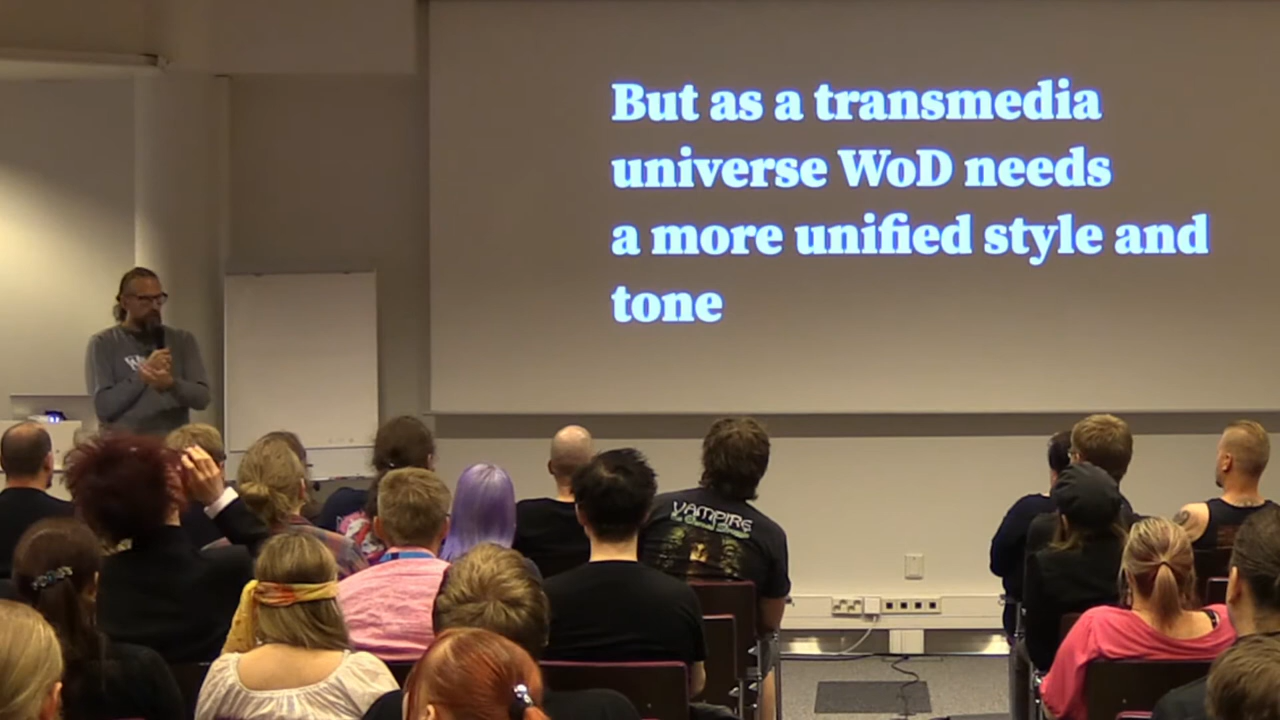 But as a transmedia
universe WoD needs
a more unified style and
tone
VAMPIRE